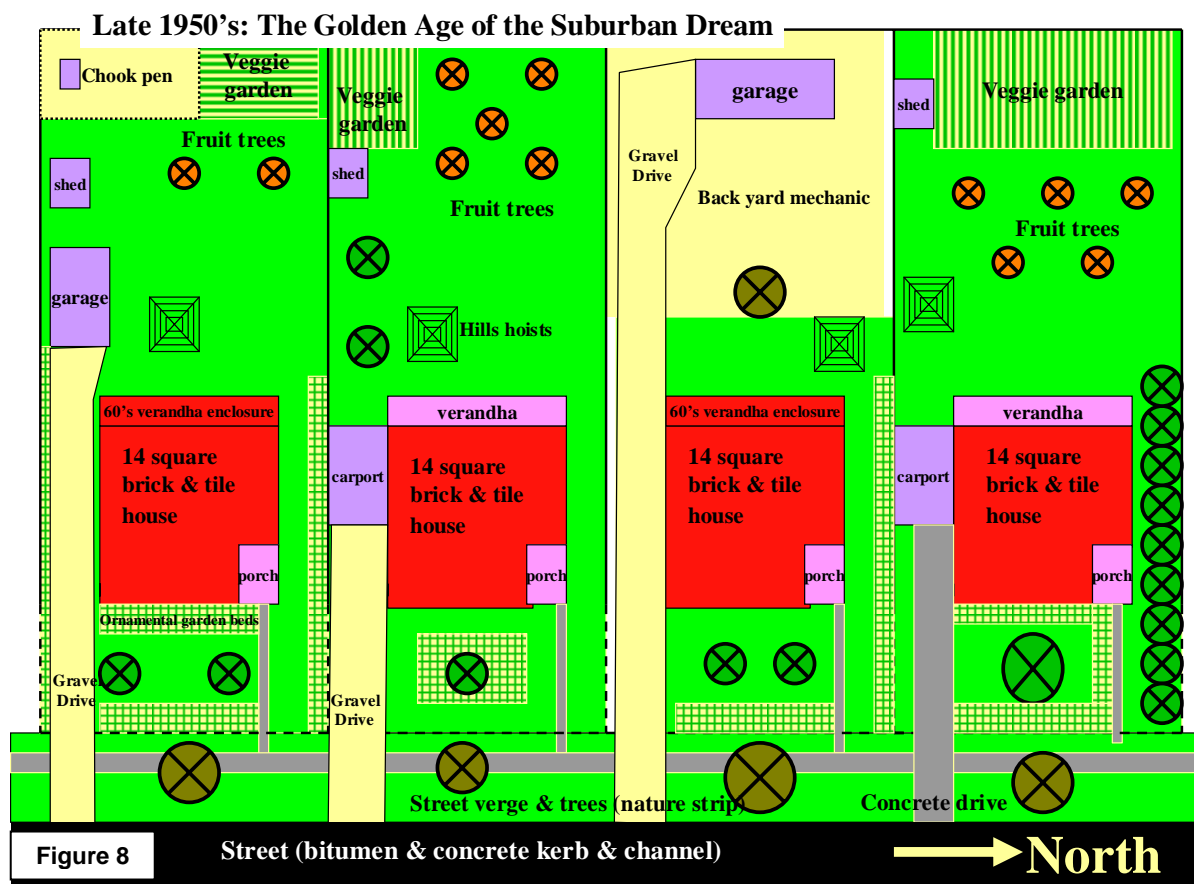 Late 1950's: The Golden Age of the Suburban Dream
Chook pen
Veggie
garden
Veggie
garden
garage
shed
Veggie garden
Fruit trees
shed
shed
Gravel
Drive
Back yard mechanic
Fruit trees
Fruit trees
garage
Hills hoists
60's verandha enclosure
verandha
60's verandha enclosure
verandha
14 square
brick & tile
house
carport
14 square
brick & tile
house
14 square
brick & tile
house
carport
14 square
brick & tile
house
porch
porch
porch
porch
Ornamental garden beds
Gravel
Drive
Gravel
Drive
Street verge & trees (nature strip)
Concrete drive
Figure 8
Street (bitumen & concrete kerb & channel)
North